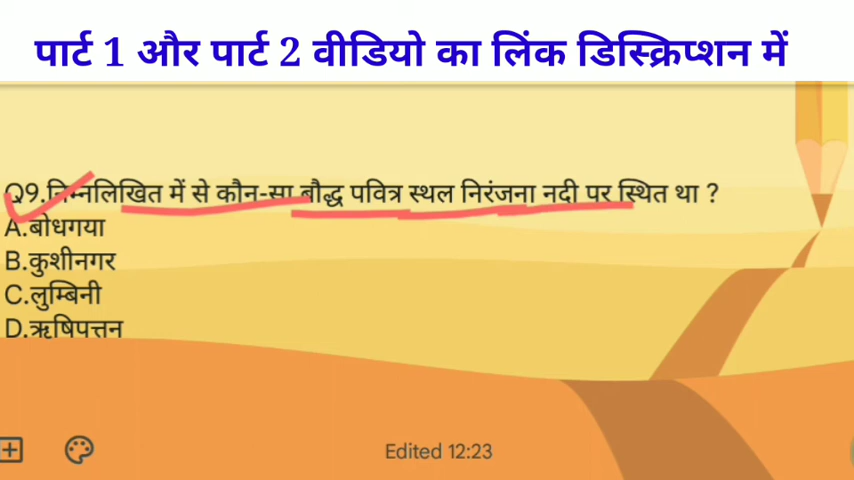 पार्ट 1 और पार्ट 2 वीडियो का लिंक डिस्क्रिप्शन में
Q9.निम्नलिखित में से कौन-सा बौद्ध पवित्र स्थल निरंजना नदी पर स्थित था ?
A.बोधगया
B.कुशीनगर
C.लुम्बिनी
D.ऋषिपत्तन
Edited 12:23